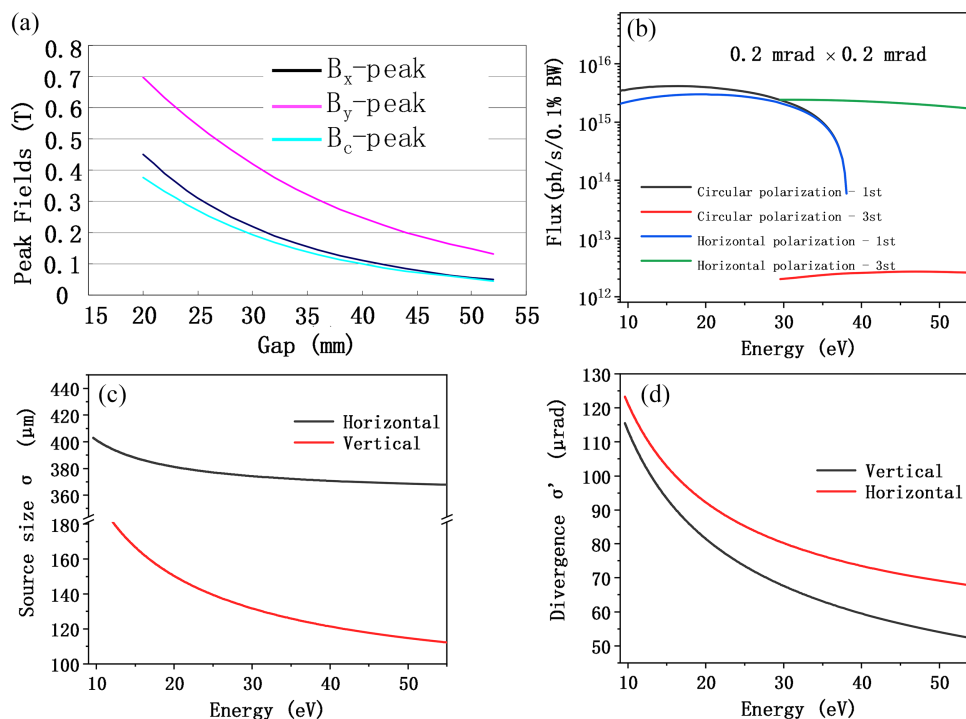 (a)
Peak Fields (T)
0.8
0.7
0.6
0.5
0.4
0.3
0.2
0.1
0
15 20 25 30 35 40 45 50 55
Gap (mm)
Bx-peak
By-peak
Bc-peak
(b)
0.2 mrad × 0.2 mrad
Flux(ph/s/0.1% BW)
10^16
10^15
10^14
10^13
10^12
Circular polarization - 1st
Circular polarization - 3st
Horizontal polarization - 1st
Horizontal polarization - 3st
10 20 30 40 50
Energy (eV)
(c)
Source size σ (μm)
440
420
400
380
360
180
160
140
120
100
Horizontal
Vertical
10 20 30 40 50
Energy (eV)
(d)
Divergence σ' (μrad)
130
120
110
100
90
80
70
60
50
Vertical
Horizontal
10 20 30 40 50
Energy (eV)